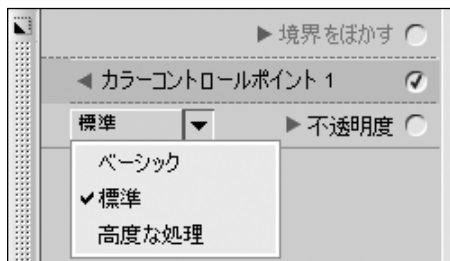 ▶ 境界をぼかす
◀ カラーコントロールポイント 1
標準 ▼ ▶ 不透明度
ベーシック
✔標準
高度な処理